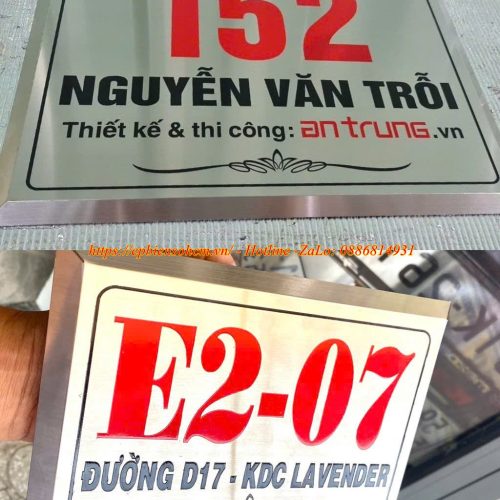 152
NGUYỄN VĂN TRỖI
Thiết kế & thi công: antrung.vn
https://epbiensohcm.vn/ - Hotline -ZaLo: 0886814931
E2-07
ĐƯỜNG D17 - KDC LAVENDER